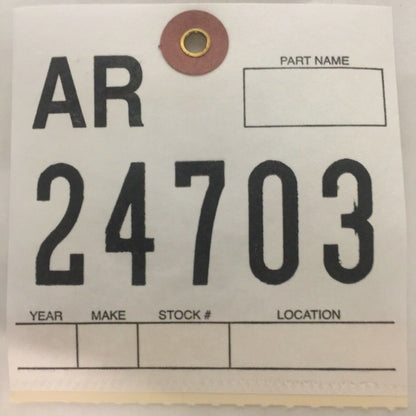 AR
PART NAME
24703
YEAR MAKE STOCK # LOCATION